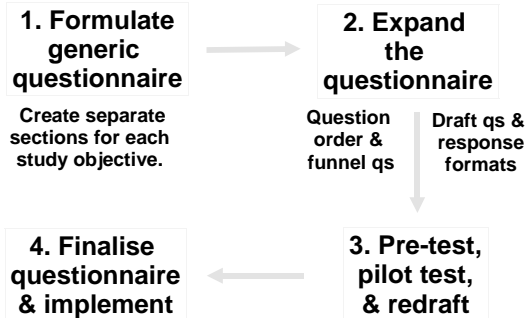 1. Formulate
generic
questionnaire
Create separate
sections for each
study objective.
2. Expand
the
questionnaire
Question
order &
funnel qs
Draft qs &
response
formats
3. Pre-test,
pilot test,
& redraft
4. Finalise
questionnaire
& implement